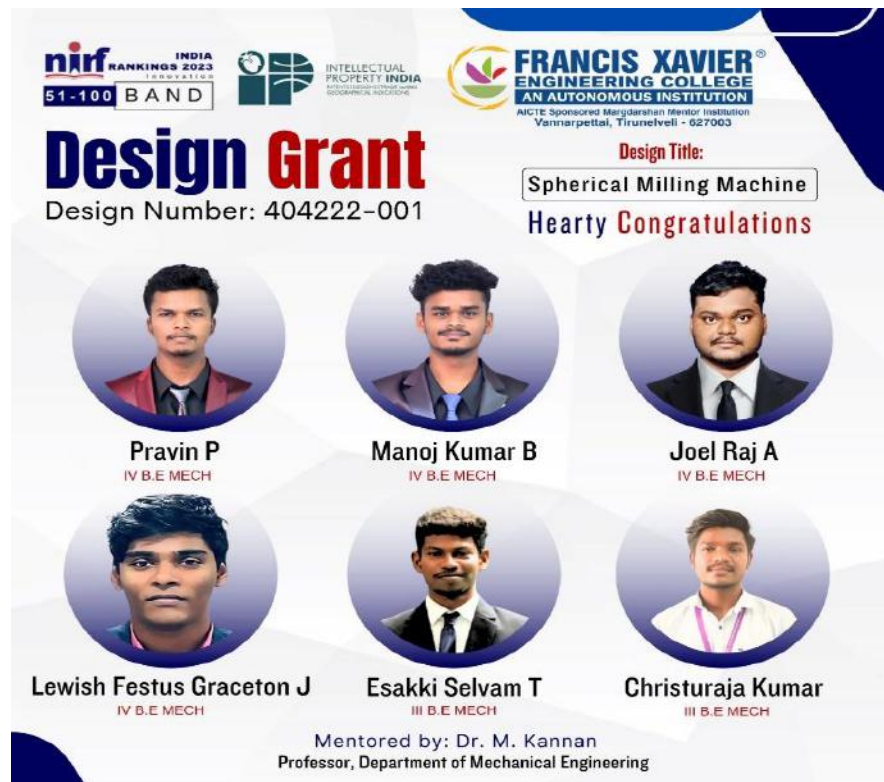 nirf RANKINGS 2023 INDIA
Innovation
51-100 BAND
INTELLECTUAL
PROPERTY INDIA
FRANCIS XAVIER®
ENGINEERING COLLEGE
AN AUTONOMOUS INSTITUTION
AICTE Sponsored Margdarshan Mentor Institution
Vannarpettai, Tirunelveli - 627003
Design Grant
Design Number: 404222-001
Design Title:
Spherical Milling Machine
Hearty Congratulations
Pravin P
IV B.E MECH
Manoj Kumar B
IV B.E MECH
Joel Raj A
IV B.E MECH
Lewish Festus Graceton J
IV B.E MECH
Esakki Selvam T
III B.E MECH
Christuraja Kumar
III B.E MECH
Mentored by: Dr. M. Kannan
Professor, Department of Mechanical Engineering